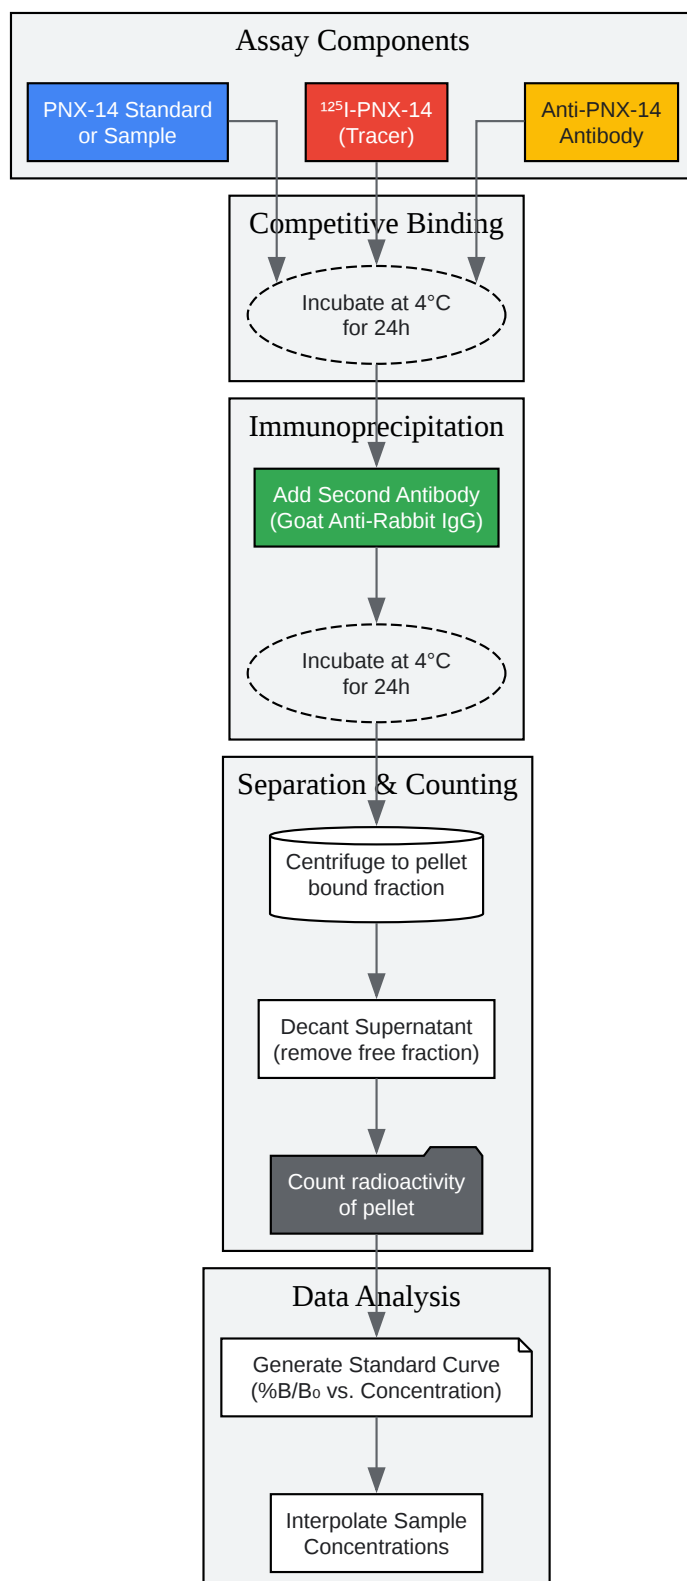 Assay Components
PNX-14 Standard
or Sample
¹²⁵I-PNX-14
(Tracer)
Anti-PNX-14
Antibody
Competitive Binding
Incubate at 4°C
for 24h
Immunoprecipitation
Add Second Antibody
(Goat Anti-Rabbit IgG)
Incubate at 4°C
for 24h
Separation & Counting
Centrifuge to pellet
bound fraction
Decant Supernatant
(remove free fraction)
Count radioactivity
of pellet
Data Analysis
Generate Standard Curve
(%B/B₀ vs. Concentration)
Interpolate Sample
Concentrations